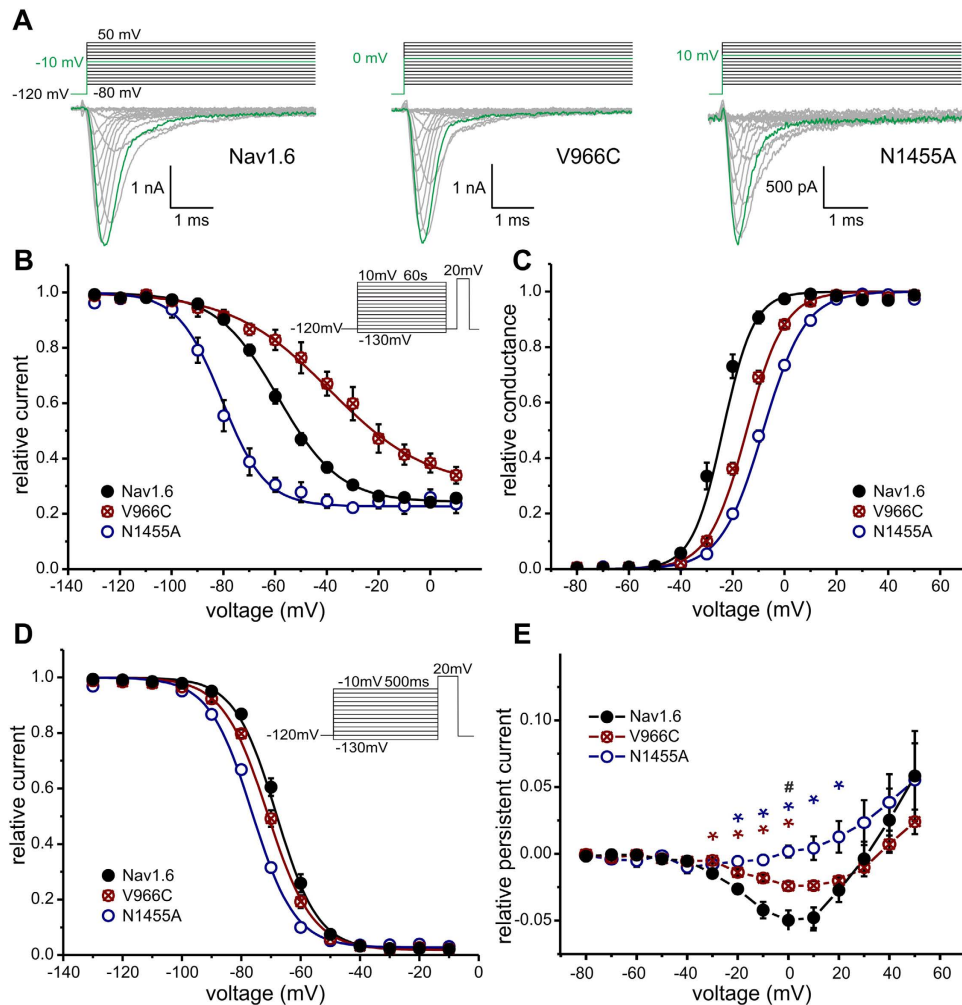 A
50 mV
-10 mV
-120 mV
-80 mV
Nav1.6
1 nA
1 ms
0 mV
V966C
1 nA
1 ms
10 mV
N1455A
500 pA
1 ms
B
relative current
1.0
0.8
0.6
0.4
0.2
0.0
10mV 60s
20mV
-120mV
-130mV
Nav1.6
V966C
N1455A
-140 -120 -100 -80 -60 -40 -20 0
voltage (mV)
C
relative conductance
1.0
0.8
0.6
0.4
0.2
0.0
Nav1.6
V966C
N1455A
-80 -60 -40 -20 0 20 40 60
voltage (mV)
D
relative current
1.0
0.8
0.6
0.4
0.2
0.0
-10mV 500ms
20mV
-120mV
-130mV
Nav1.6
V966C
N1455A
-140 -120 -100 -80 -60 -40 -20 0
voltage (mV)
E
relative persistent current
0.10
0.05
0.00
-0.05
Nav1.6
V966C
N1455A
#
* * * * *
* * * *
-80 -60 -40 -20 0 20 40 60
voltage (mV)